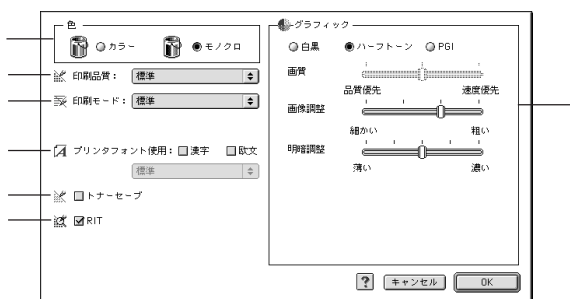 色
カラー
モノクロ
印刷品質：
標準
印刷モード：
標準
プリンタフォント使用：
漢字
欧文
標準
トナーセーブ
RIT
グラフィック
白黒
ハーフトーン
PGI
画質
品質優先
速度優先
画像調整
細かい
粗い
明暗調整
薄い
濃い
?
キャンセル
OK